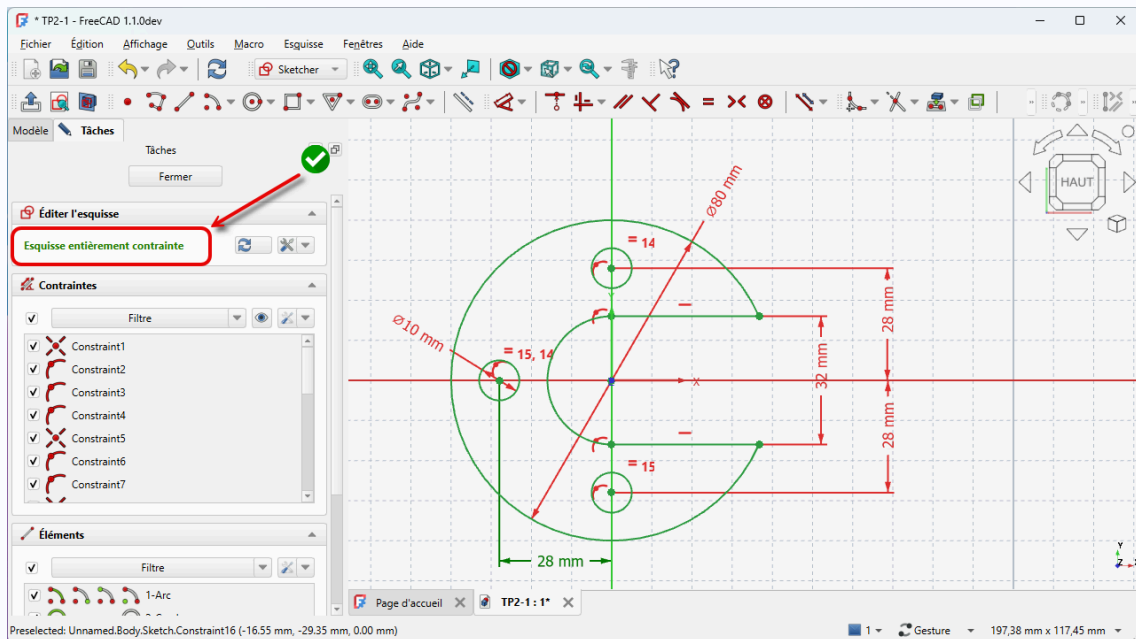 * TP2-1 - FreeCAD 1.1.0dev
Fichier Édition Affichage Outils Macro Esquisse Fenêtres Aide
Sketcher
Modèle Tâches
Tâches
Fermer
Éditer l'esquisse
Esquisse entièrement contrainte
Contraintes
Filtre
Constraint1
Constraint2
Constraint3
Constraint4
Constraint5
Constraint6
Constraint7
Éléments
Filtre
1-Arc
HAUT
Ø80 mm
= 14
28 mm
Ø10 mm
= 15, 14
32 mm
Y
X
28 mm
= 15
28 mm
Y
Z
X
Page d'accueil TP2-1 : 1*
Preselected: Unnamed.Body.Sketch.Constraint16 (-16.55 mm, -29.35 mm, 0.00 mm) 1 Gesture 197,38 mm x 117,45 mm